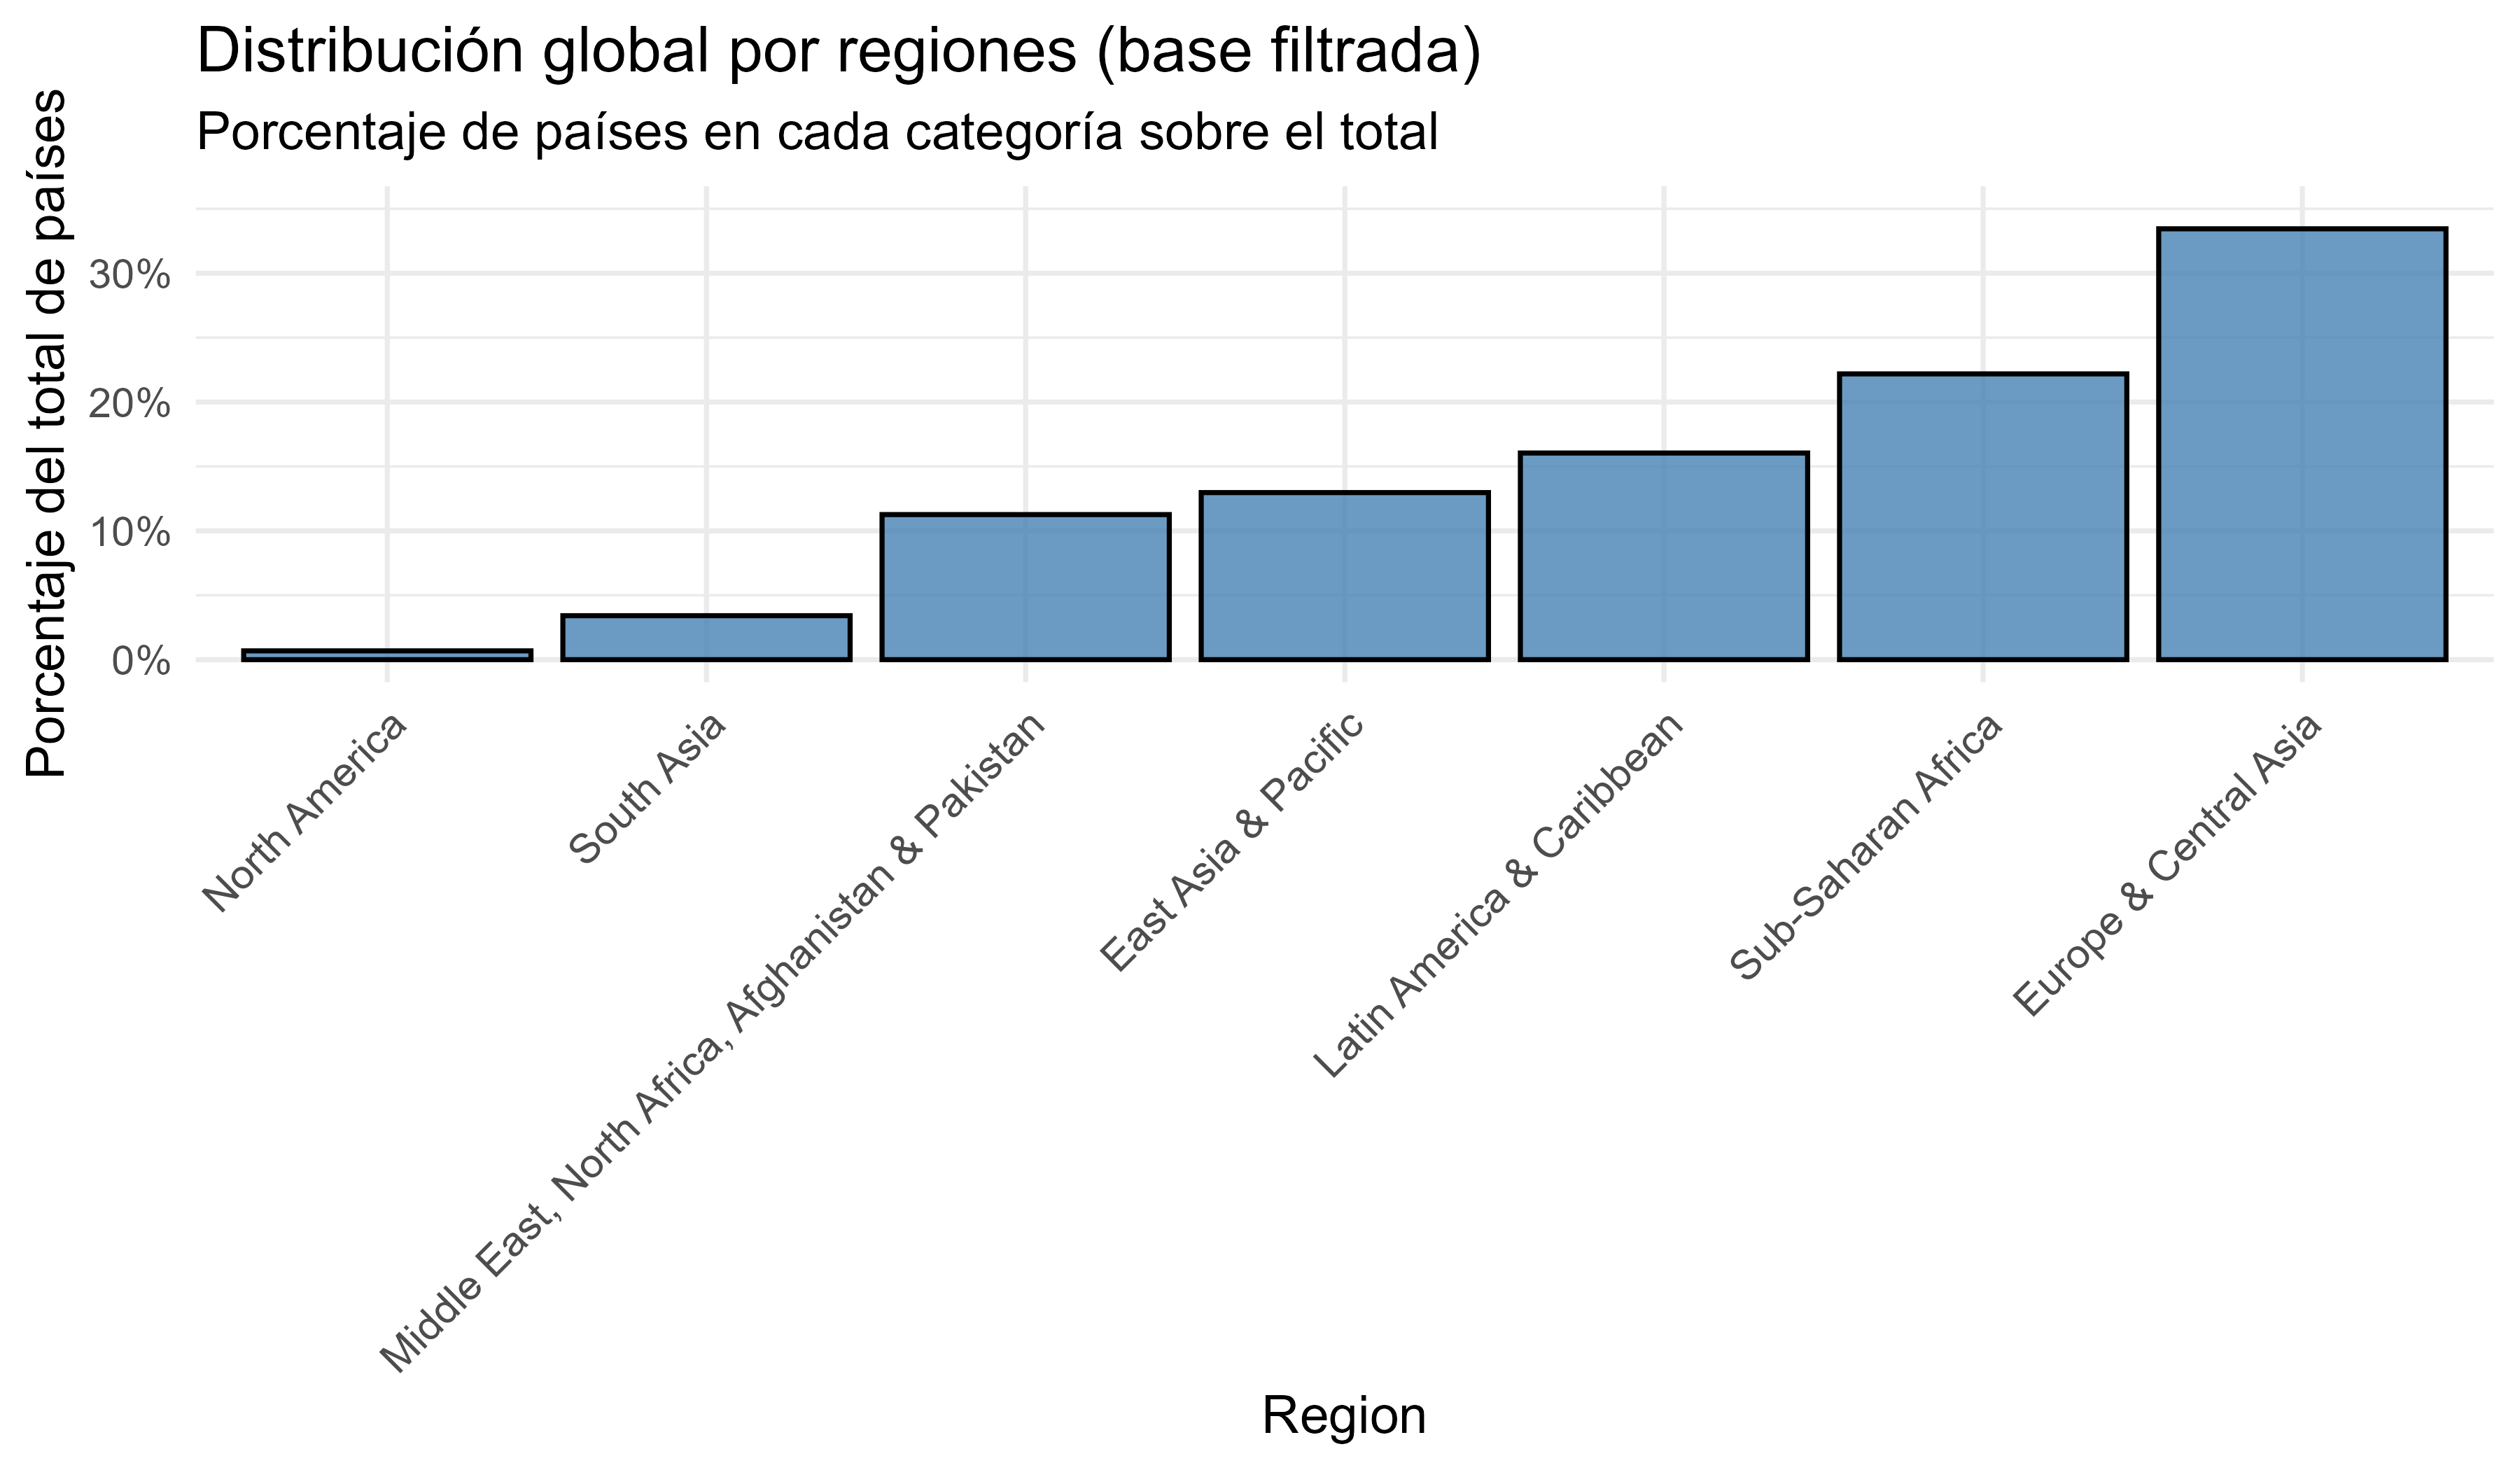 Distribución global por regiones (base filtrada)
Porcentaje de países en cada categoría sobre el total
Porcentaje del total de países
30%
20%
10%
0%
North America
South Asia
Middle East, North Africa, Afghanistan & Pakistan
East Asia & Pacific
Latin America & Caribbean
Sub-Saharan Africa
Europe & Central Asia
Region